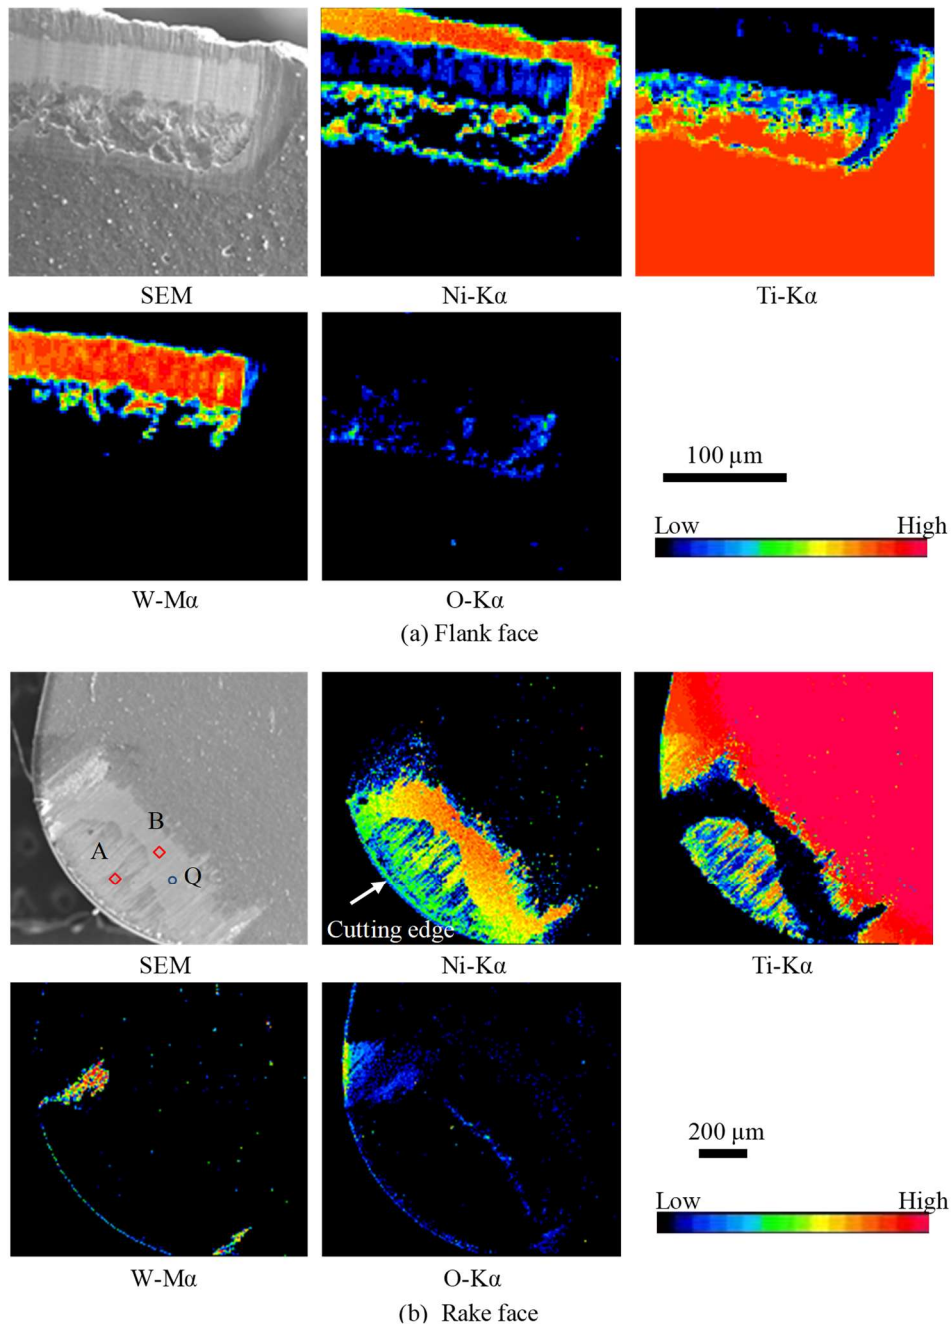 SEM
Ni-Kα
Ti-Kα
100 µm
Low High
W-Mα
O-Kα
(a) Flank face
A
B
Q
Cutting edge
SEM
Ni-Kα
Ti-Kα
200 µm
Low High
W-Mα
O-Kα
(b) Rake face